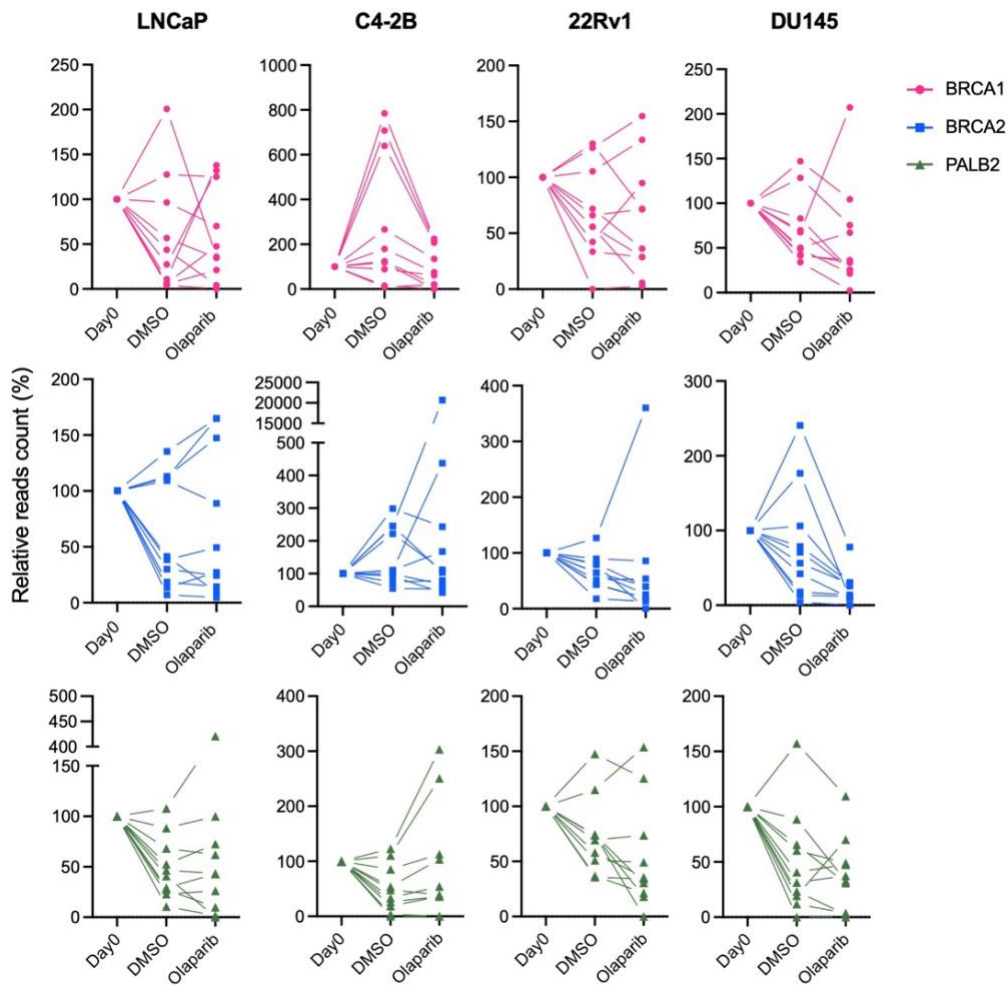 LNCaP C4-2B 22Rv1 DU145
250 200 150 100 50 0
Day0 DMSO Olaparib
1000 800 600 400 200 100 0
Day0 DMSO Olaparib
200 150 100 50 0
Day0 DMSO Olaparib
250 200 150 100 50 0
Day0 DMSO Olaparib
BRCA1
BRCA2
PALB2
Relative reads count (%)
200 150 100 50 0
Day0 DMSO Olaparib
25000 20000 15000 500 400 300 200 100 0
Day0 DMSO Olaparib
400 300 200 100 0
Day0 DMSO Olaparib
300 200 100 0
Day0 DMSO Olaparib
500 450 400 150 100 50 0
Day0 DMSO Olaparib
400 300 200 100 0
Day0 DMSO Olaparib
200 150 100 50 0
Day0 DMSO Olaparib
200 150 100 50 0
Day0 DMSO Olaparib